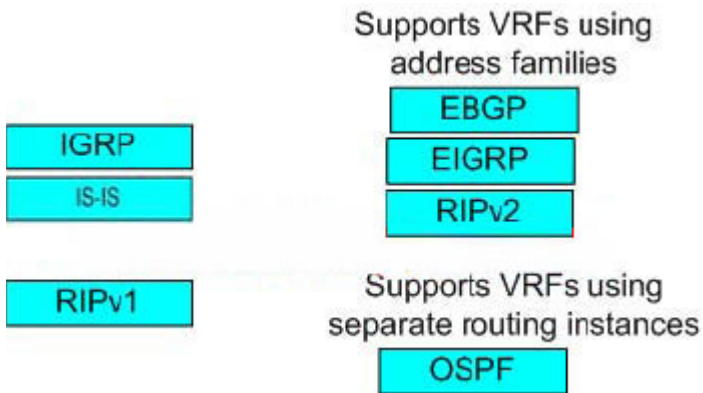 Supports VRFs using
address families
EBGP
IGRP
EIGRP
IS-IS
RIPv2
RIPv1
Supports VRFs using
separate routing instances
OSPF